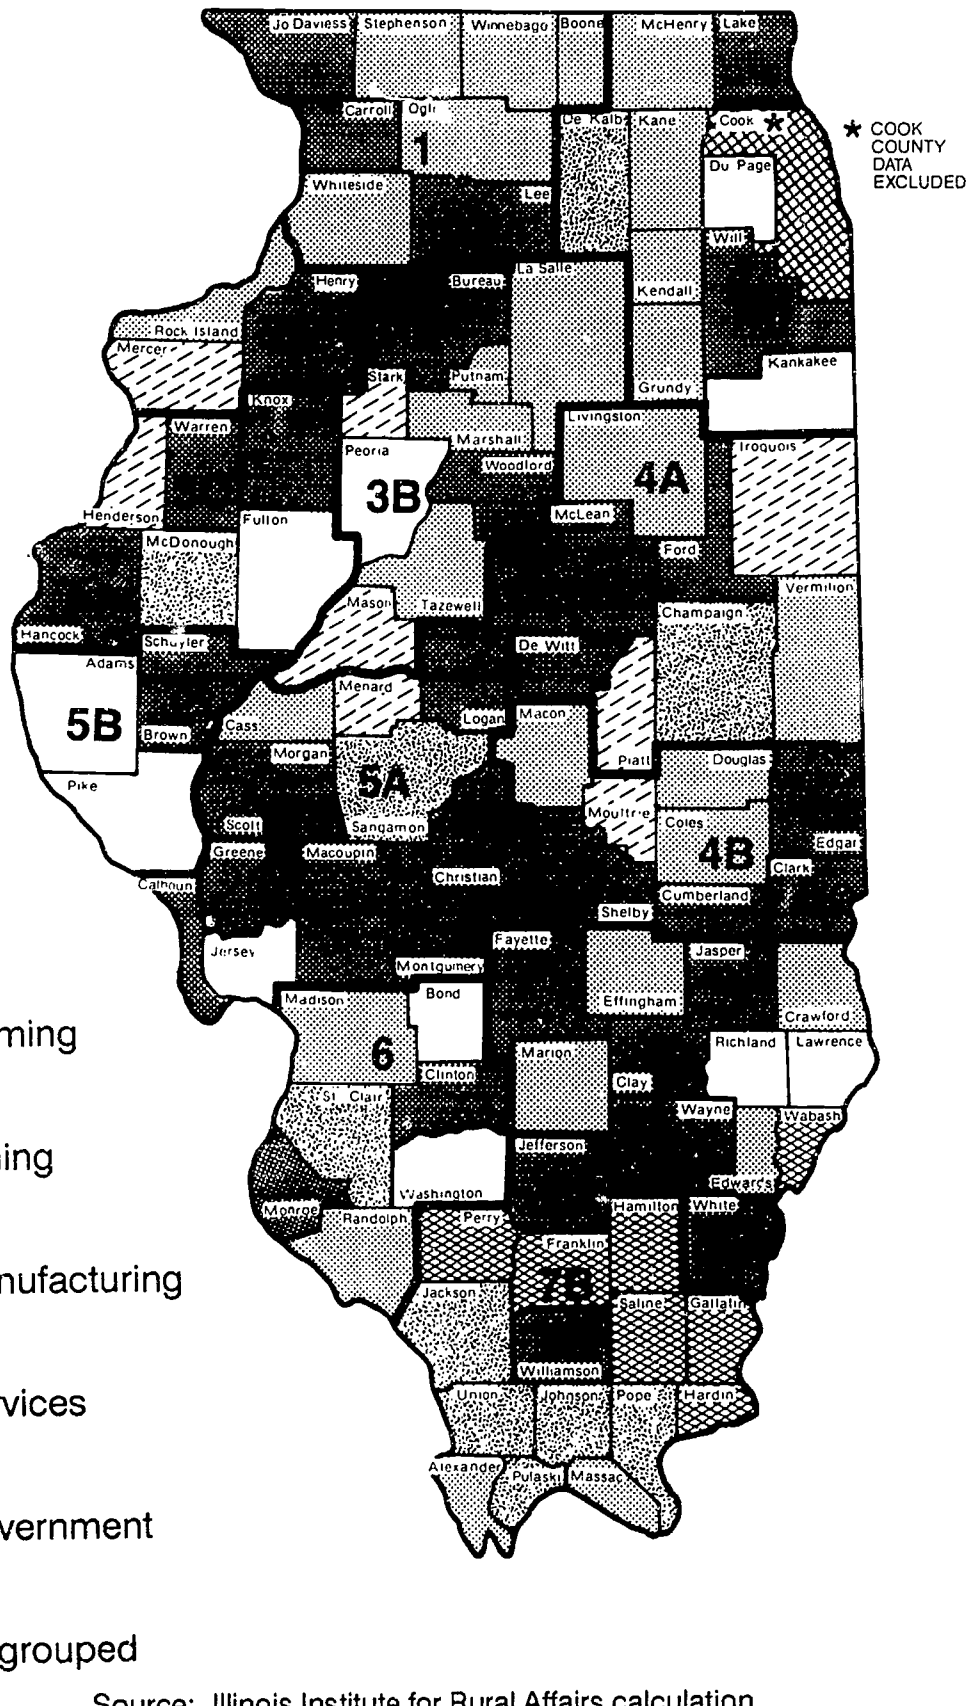 Jo Daviess
Stephenson
Winnebago
Boone
McHenry
Lake
Carroll
Ogle
De Kalb
Kane
Cook ★
★ COOK
COUNTY
DATA
EXCLUDED
1
Du Page
Whiteside
Lee
Will
Henry
Bureau
La Salle
Kendall
Rock Island
Mercer
Kankakee
Stark
Putnam
Grundy
Knox
Livingston
Warren
Marshall
Iroquois
Peoria
Woodford
3B
4A
Henderson
Fulton
McLean
McDonough
Ford
Vermilion
Mason
Tazewell
Champaign
Hancock
Schuyler
De Witt
Adams
Menard
5B
Cass
Logan
Macon
Brown
Morgan
Piatt
Douglas
Pike
5A
Moultrie
Coles
Scott
Sangamon
Edgar
Greene
Macoupin
4B
Clark
Christian
Calhoun
Cumberland
Shelby
Jersey
Fayette
Jasper
Montgomery
Madison
Bond
Effingham
Crawford
ming
6
Marion
Richland
Lawrence
Clinton
Clay
St. Clair
Wayne
Wabash
Jefferson
ning
Washington
Edwards
Monroe
Randolph
Perry
Hamilton
White
Franklin
nufacturing
7B
Jackson
Saline
Gallatin
Williamson
rvices
Union
Johnson
Pope
Hardin
Alexander
Pulaski
Massac
vernment
grouped
Source: Illinois Institute for Rural Affairs calculation